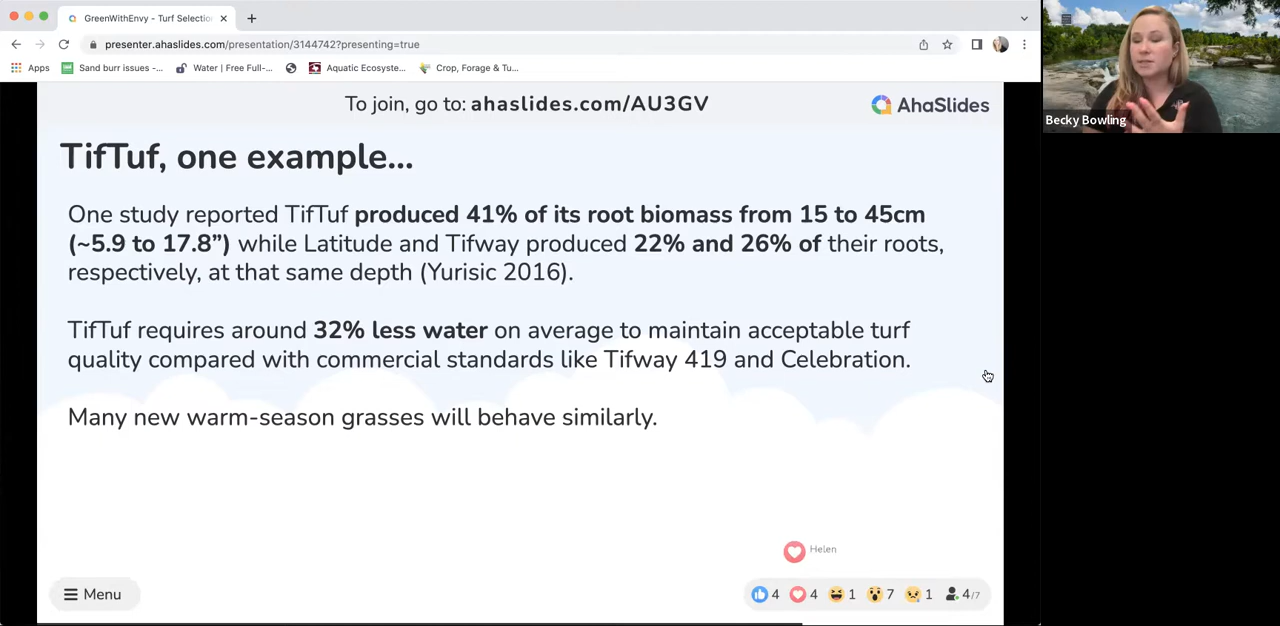 GreenWithEnvy - Turf Selectio
presenter.ahaslides.com/presentation/3144742?presenting=true
Apps
Sand burr issues -...
Water | Free Full-...
Aquatic Ecosyste...
Crop, Forage & Tu...
Becky Bowling
To join, go to: ahaslides.com/AU3GV
AhaSlides
TifTuf, one example...
One study reported TifTuf produced 41% of its root biomass from 15 to 45cm
(~5.9 to 17.8”) while Latitude and Tifway produced 22% and 26% of their roots,
respectively, at that same depth (Yurisic 2016).
TifTuf requires around 32% less water on average to maintain acceptable turf
quality compared with commercial standards like Tifway 419 and Celebration.
Many new warm-season grasses will behave similarly.
Helen
Menu
4 4 1 7 1 4/7